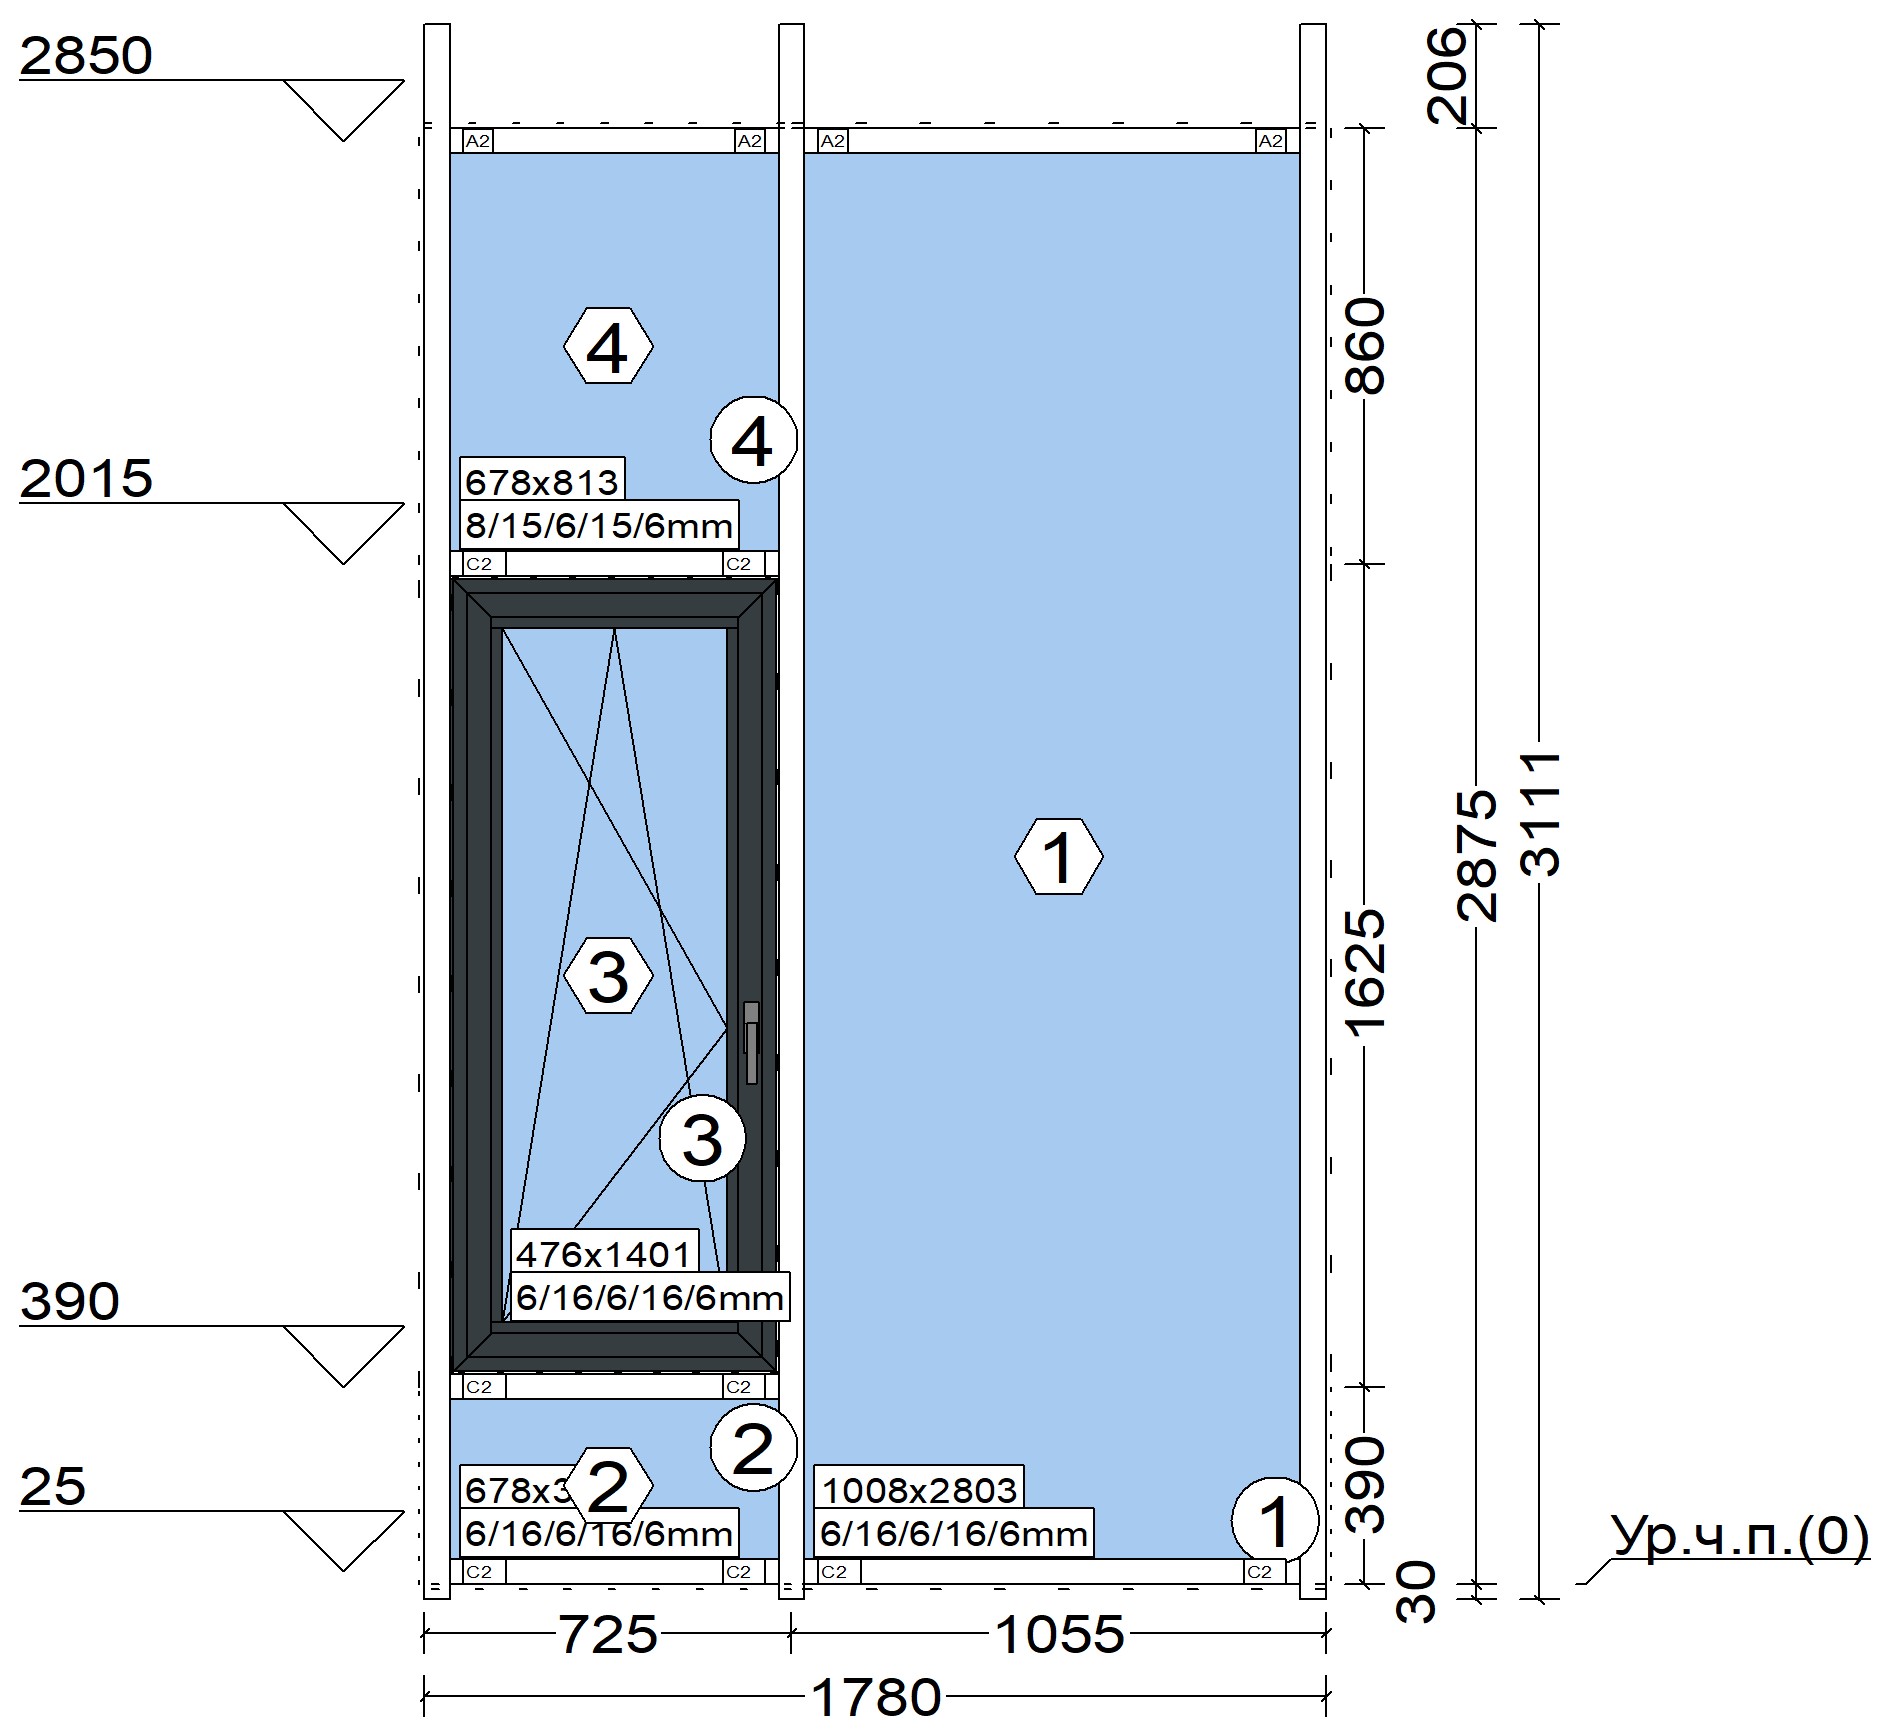 2850
206
A2 A2 A2 A2
4
860
4
2015
678x813
8/15/6/15/6mm
C2 C2
1
3111
2875
3
1625
3
476x1401
6/16/6/16/6mm
390
C2 C2
2
390
25
2
6/16/6/16/6mm
1008x2803
6/16/6/16/6mm
1
Ур.ч.п.(0)
C2 C2 C2 C2
30
725 1055
1780